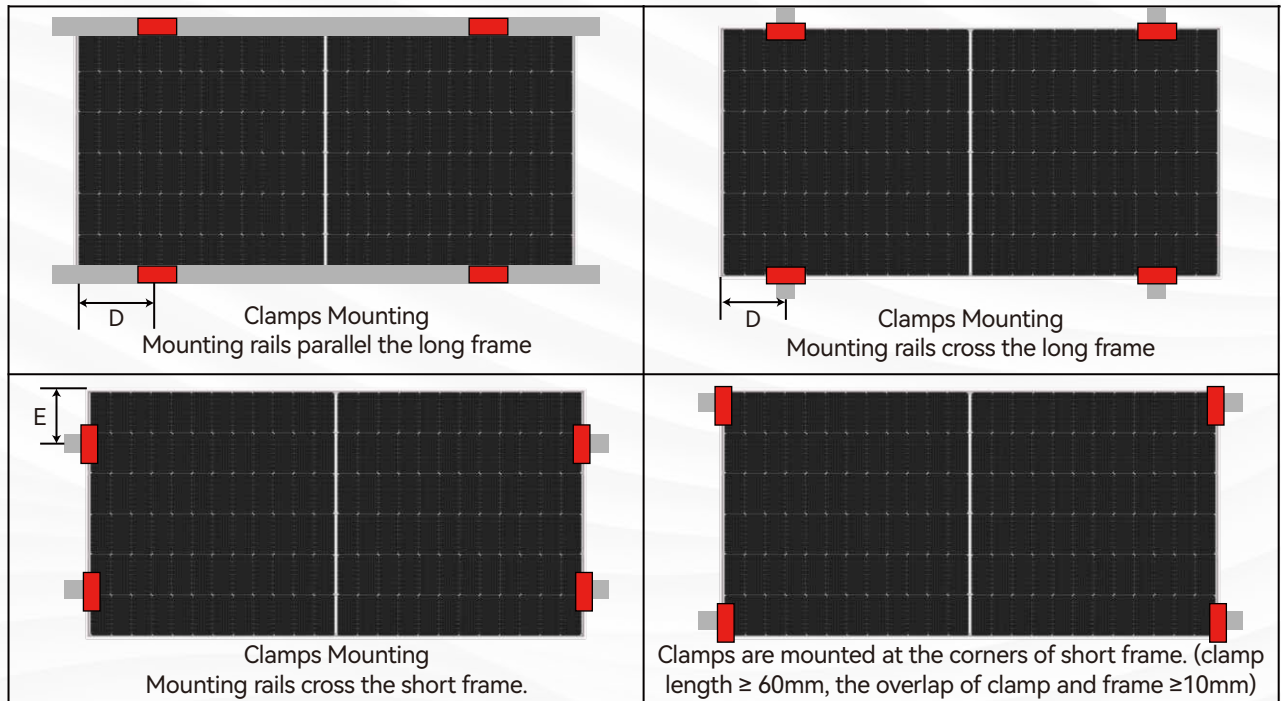 D
Clamps Mounting
Mounting rails parallel the long frame
D
Clamps Mounting
Mounting rails cross the long frame
E
Clamps Mounting
Mounting rails cross the short frame.
Clamps are mounted at the corners of short frame. (clamp
length ≥ 60mm, the overlap of clamp and frame ≥10mm)